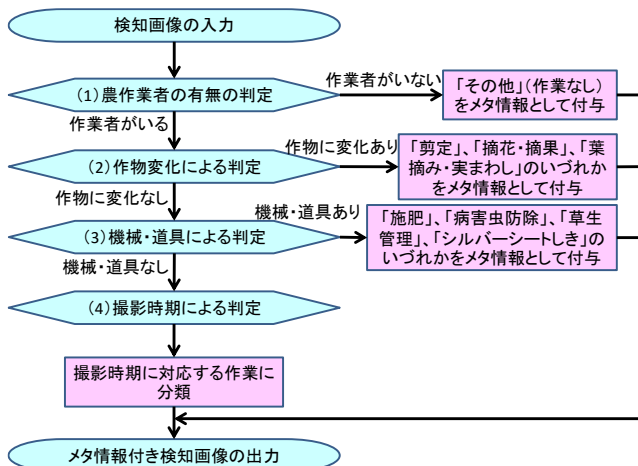 検知画像の入力
(1)農作業者の有無の判定
作業者がいない
「その他」(作業なし)
をメタ情報として付与
作業者がいる
(2)作物変化による判定
作物に変化あり
「剪定」、「摘花・摘果」、「葉
摘み・実まわし」のいづれか
をメタ情報として付与
作物に変化なし
(3)機械・道具による判定
機械・道具あり
「施肥」、「病害虫防除」、「草生
管理」、「シルバーシートしき」の
いづれかをメタ情報として付与
機械・道具なし
(4)撮影時期による判定
撮影時期に対応する作業に
分類
メタ情報付き検知画像の出力